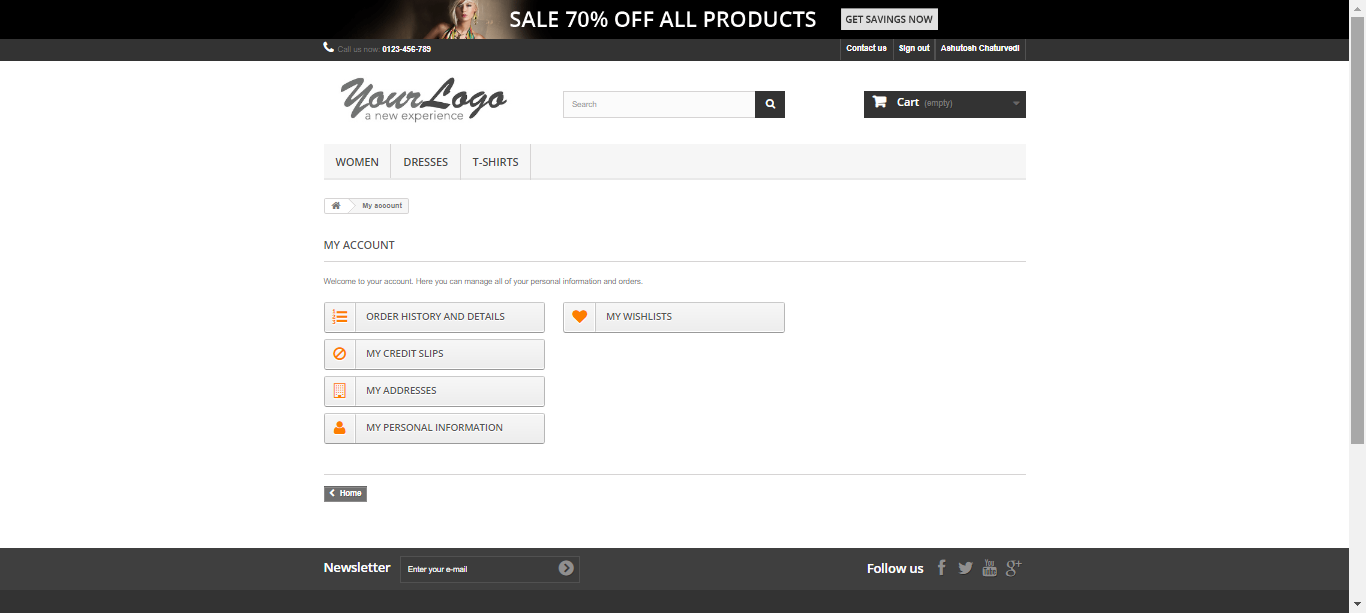 SALE 70% OFF ALL PRODUCTS GET SAVINGS NOW
Call us now: 0123-456-789 Contact us Sign out Ashutosh Chaturvedi
YourLogo
a new experience
Search
Cart (empty)
WOMEN DRESSES T-SHIRTS
My account
MY ACCOUNT
Welcome to your account. Here you can manage all of your personal information and orders.
ORDER HISTORY AND DETAILS
MY WISHLISTS
MY CREDIT SLIPS
MY ADDRESSES
MY PERSONAL INFORMATION
Home
Newsletter Enter your e-mail Follow us